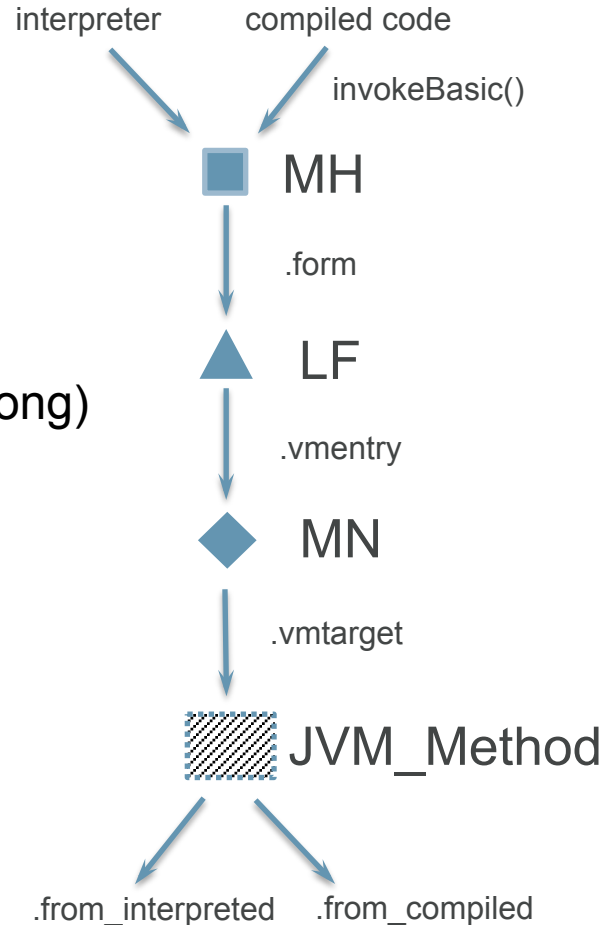 interpreter compiled code
invokeBasic()
MH
.form
LF
ong)
.vmentry
MN
.vmtarget
JVM_Method
.from_interpreted .from_compiled